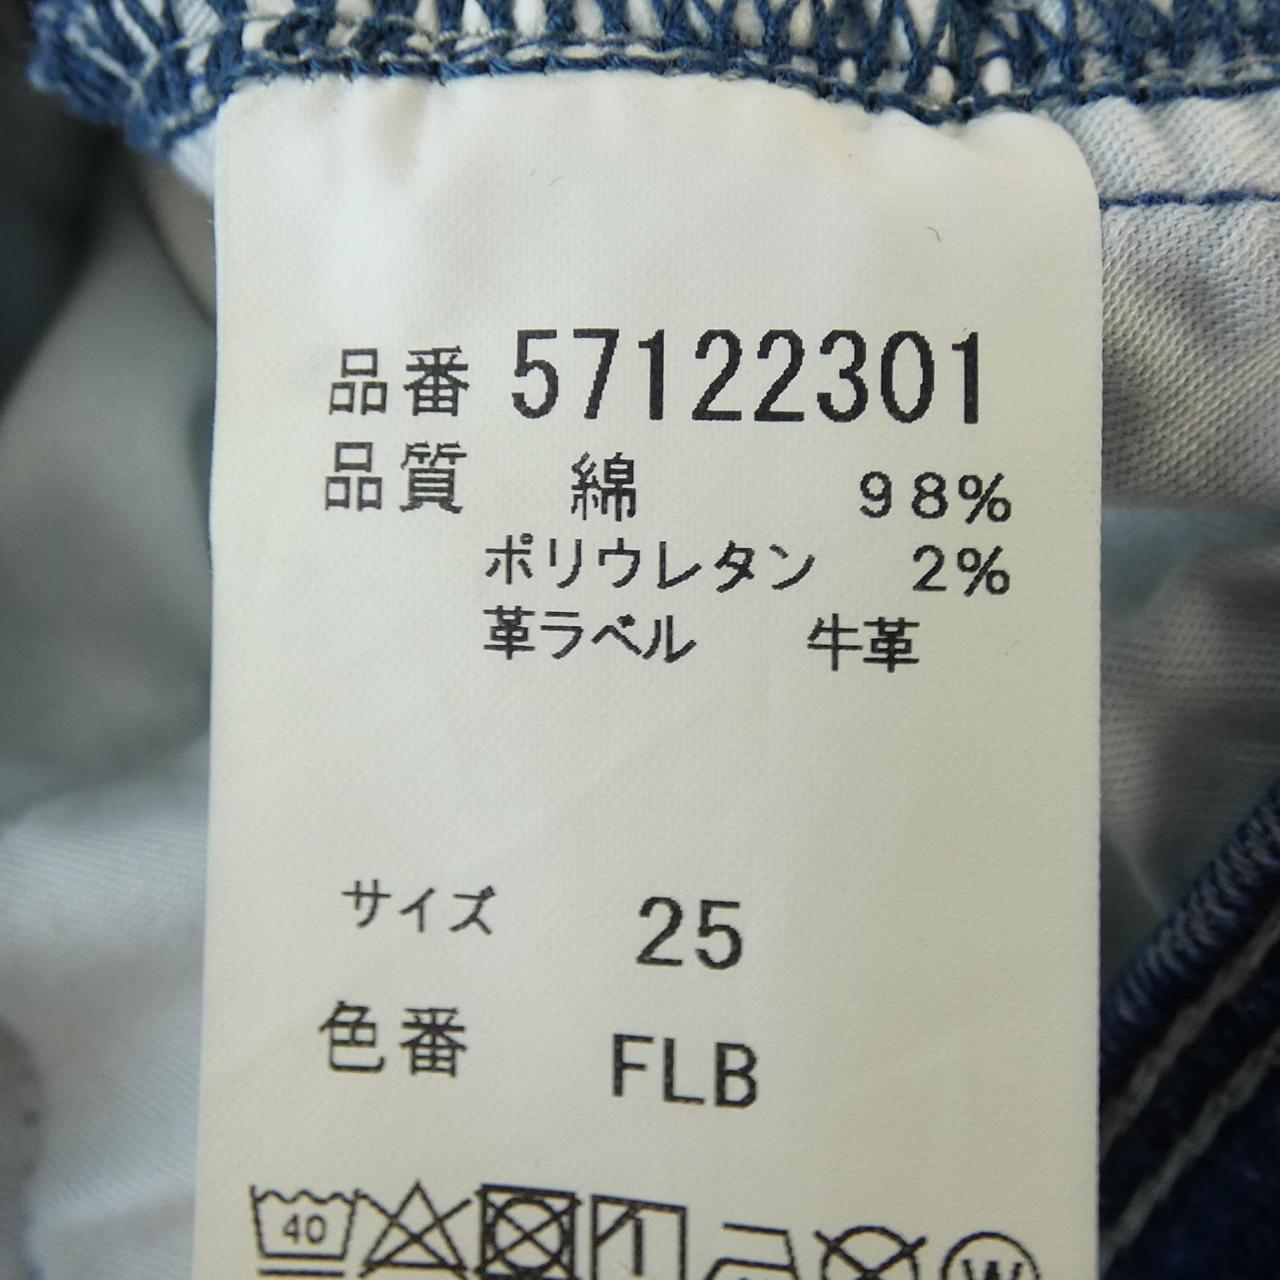 品番 57122301
品質 綿 98%
ポリウレタン 2%
革ラベル 牛革
サイズ 25
色番 FLB
40 W